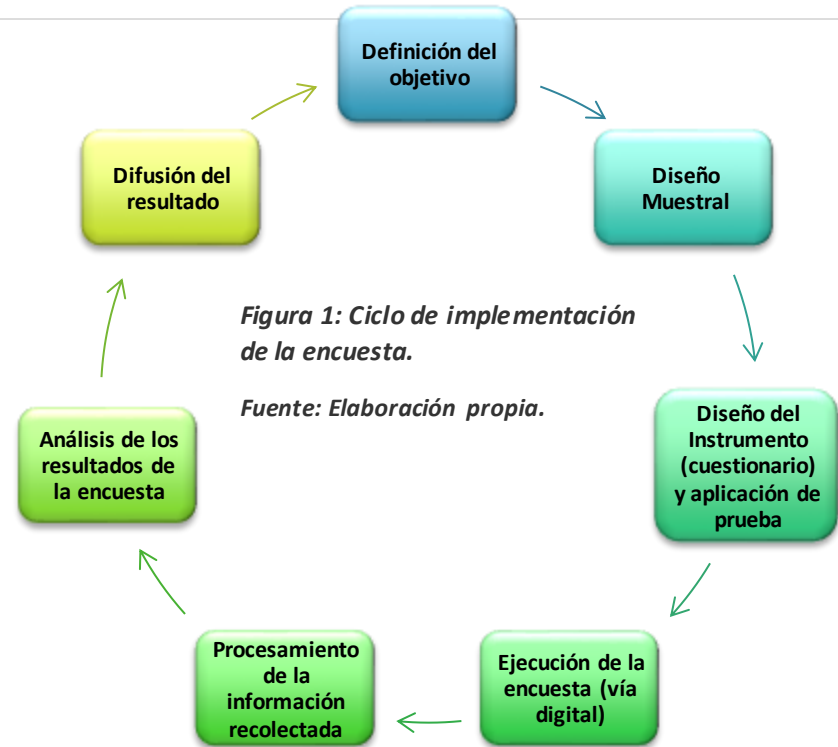 Definición del
objetivo
Diseño
Muestral
Diseño del
Instrumento
(cuestionario)
y aplicación de
prueba
Ejecución de la
encuesta (vía
digital)
Procesamiento
de la
información
recolectada
Análisis de los
resultados de
la encuesta
Difusión del
resultado
Figura 1: Ciclo de implementación
de la encuesta.
Fuente: Elaboración propia.